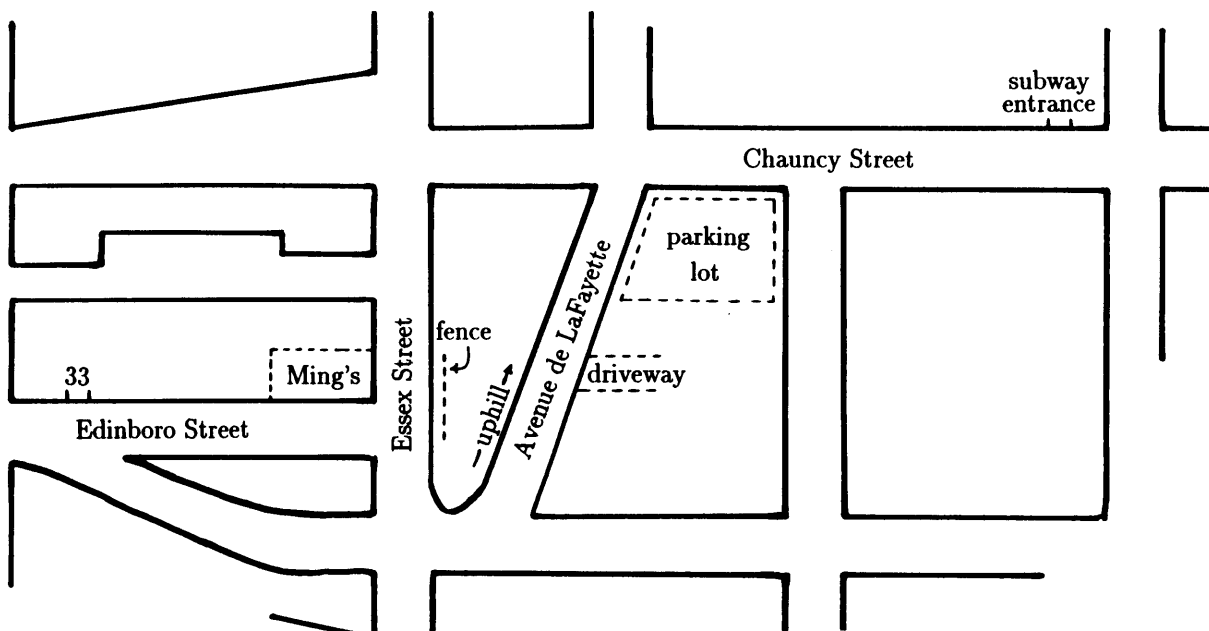 subway
entrance
Chauncy Street
parking
lot
Avenue de LaFayette
fence
Essex Street
33
Ming's
uphill
driveway
Edinboro Street